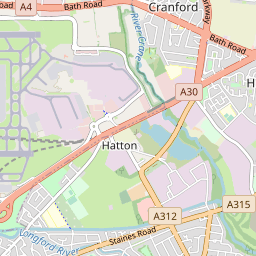 A4
Bath Road
Cranford
River Crane
Bath Road
A30
Hatton
A312
A315
Staines Road
Longford River